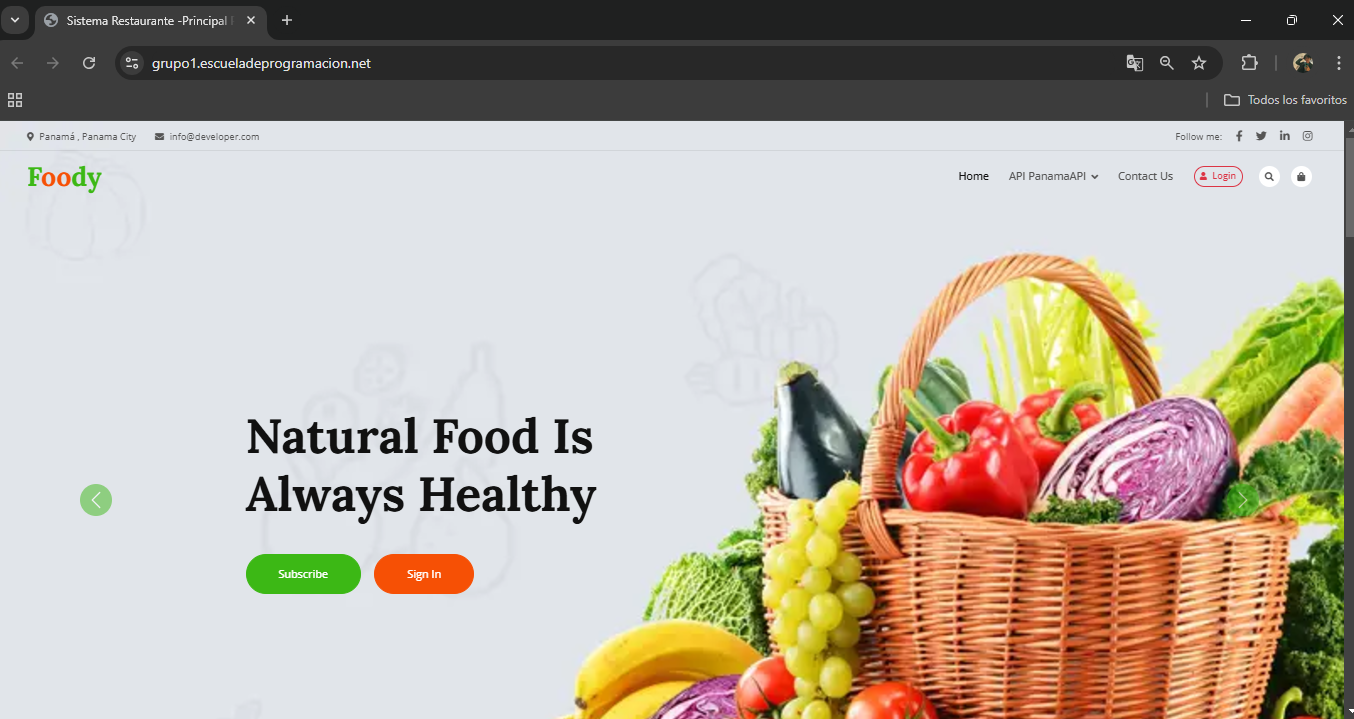 Sistema Restaurante -Principal
grupo1.escueladeprogramacion.net
Todos los favoritos
Panamá , Panama City
info@developer.com
Follow me:
Foody
Home
API PanamaAPI
Contact Us
Login
Natural Food Is
Always Healthy
Subscribe
Sign In